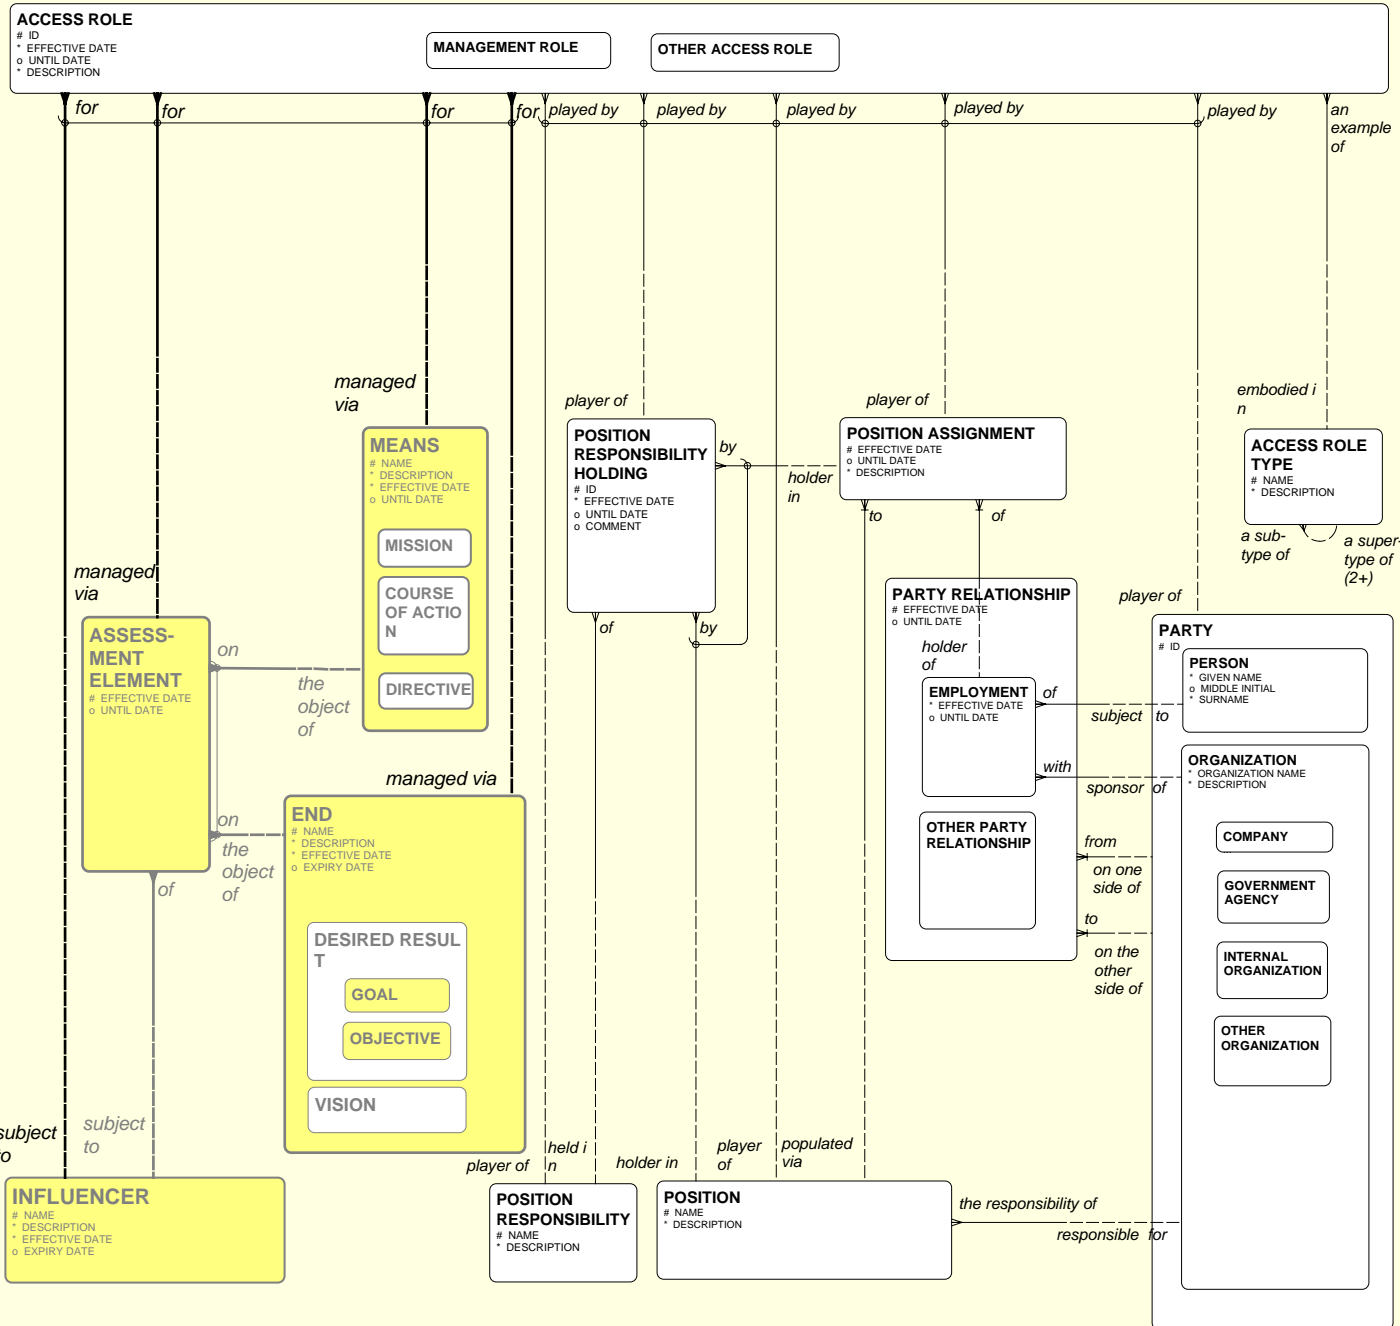 ACCESS ROLE
# ID
* EFFECTIVE DATE
o UNTIL DATE
* DESCRIPTION
MANAGEMENT ROLE
OTHER ACCESS ROLE
for
for
for
for
played by
played by
played by
played by
played by
an
example
of
managed
via
player of
player of
embodied i
n
MEANS
# NAME
* DESCRIPTION
* EFFECTIVE DATE
o UNTIL DATE
MISSION
COURSE
OF ACTIO
N
DIRECTIVE
POSITION
RESPONSIBILITY
HOLDING
# ID
* EFFECTIVE DATE
o UNTIL DATE
o COMMENT
by
holder
in
POSITION ASSIGNMENT
# EFFECTIVE DATE
o UNTIL DATE
* DESCRIPTION
to
of
ACCESS ROLE
TYPE
# NAME
* DESCRIPTION
a sub-
type of
a super-
type of
(2+)
managed
via
ASSESS-
MENT
ELEMENT
# EFFECTIVE DATE
o UNTIL DATE
on
the
object
of
of
by
PARTY RELATIONSHIP
# EFFECTIVE DATE
o UNTIL DATE
holder
of
EMPLOYMENT
* EFFECTIVE DATE
o UNTIL DATE
of
subject to
with
sponsor of
OTHER PARTY
RELATIONSHIP
from
on one
side of
to
on the
other
side of
player of
PARTY
# ID
PERSON
* GIVEN NAME
o MIDDLE INITIAL
* SURNAME
ORGANIZATION
* ORGANIZATION NAME
* DESCRIPTION
COMPANY
GOVERNMENT
AGENCY
INTERNAL
ORGANIZATION
OTHER
ORGANIZATION
managed via
on
the
object
of
of
END
# NAME
* DESCRIPTION
* EFFECTIVE DATE
o EXPIRY DATE
DESIRED RESUL
T
GOAL
OBJECTIVE
VISION
subject
to
subject
to
INFLUENCER
# NAME
* DESCRIPTION
* EFFECTIVE DATE
o EXPIRY DATE
player of
held i
n
holder in
player
of
populated
via
POSITION
RESPONSIBILITY
# NAME
* DESCRIPTION
POSITION
# NAME
* DESCRIPTION
the responsibility of
responsible for